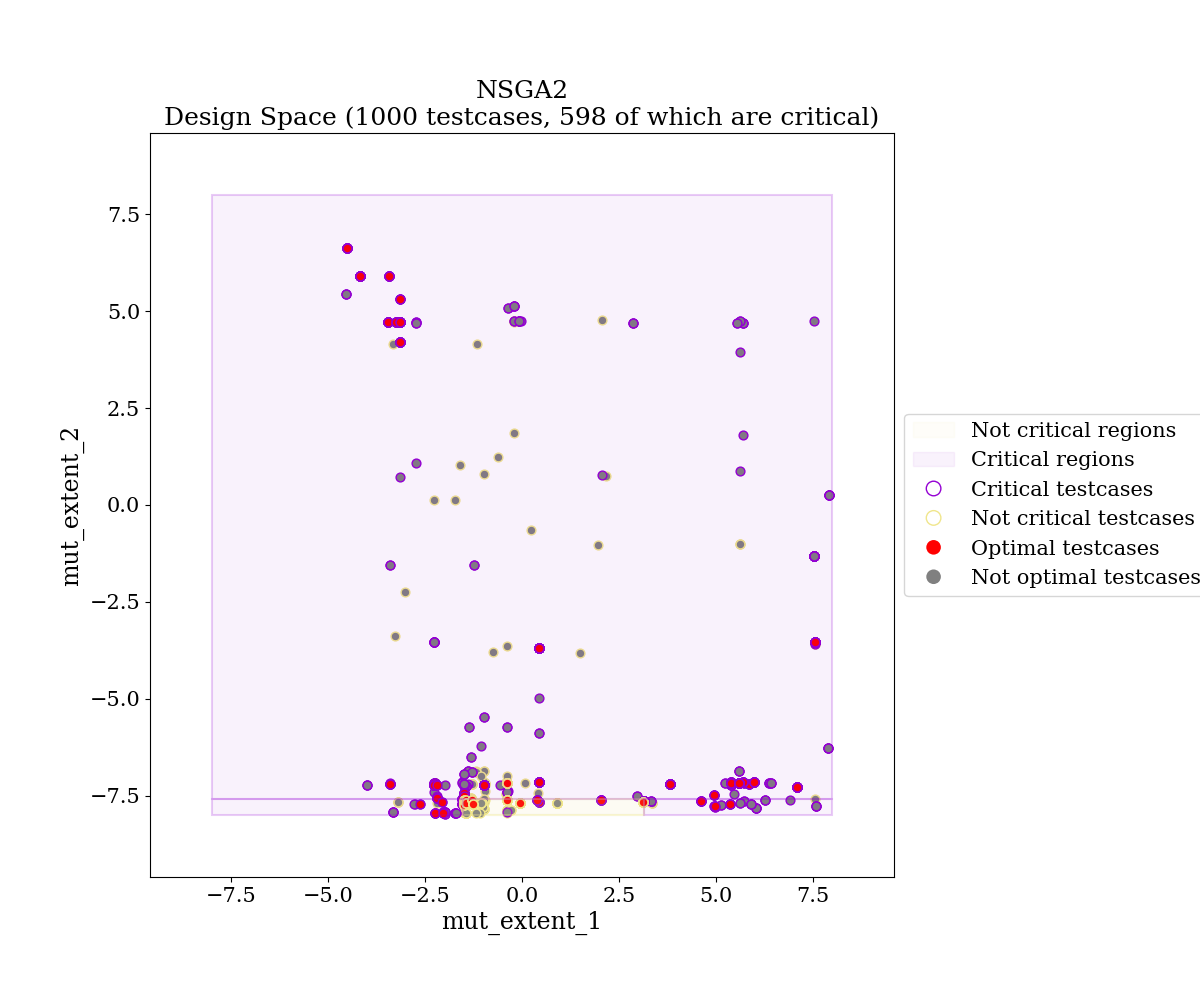 NSGA2
Design Space (1000 testcases, 598 of which are critical)
7.5
5.0
2.5
0.0
−2.5
−5.0
−7.5
mut_extent_2
−7.5 −5.0 −2.5 0.0 2.5 5.0 7.5
mut_extent_1
Not critical regions
Critical regions
Critical testcases
Not critical testcases
Optimal testcases
Not optimal testcases